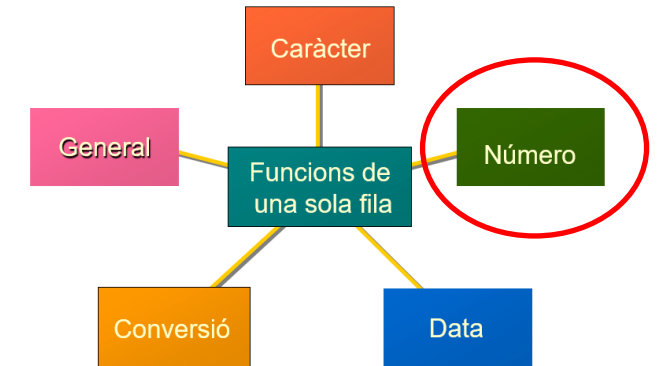 Caràcter
General
Número
Funcions de
una sola fila
Conversió
Data